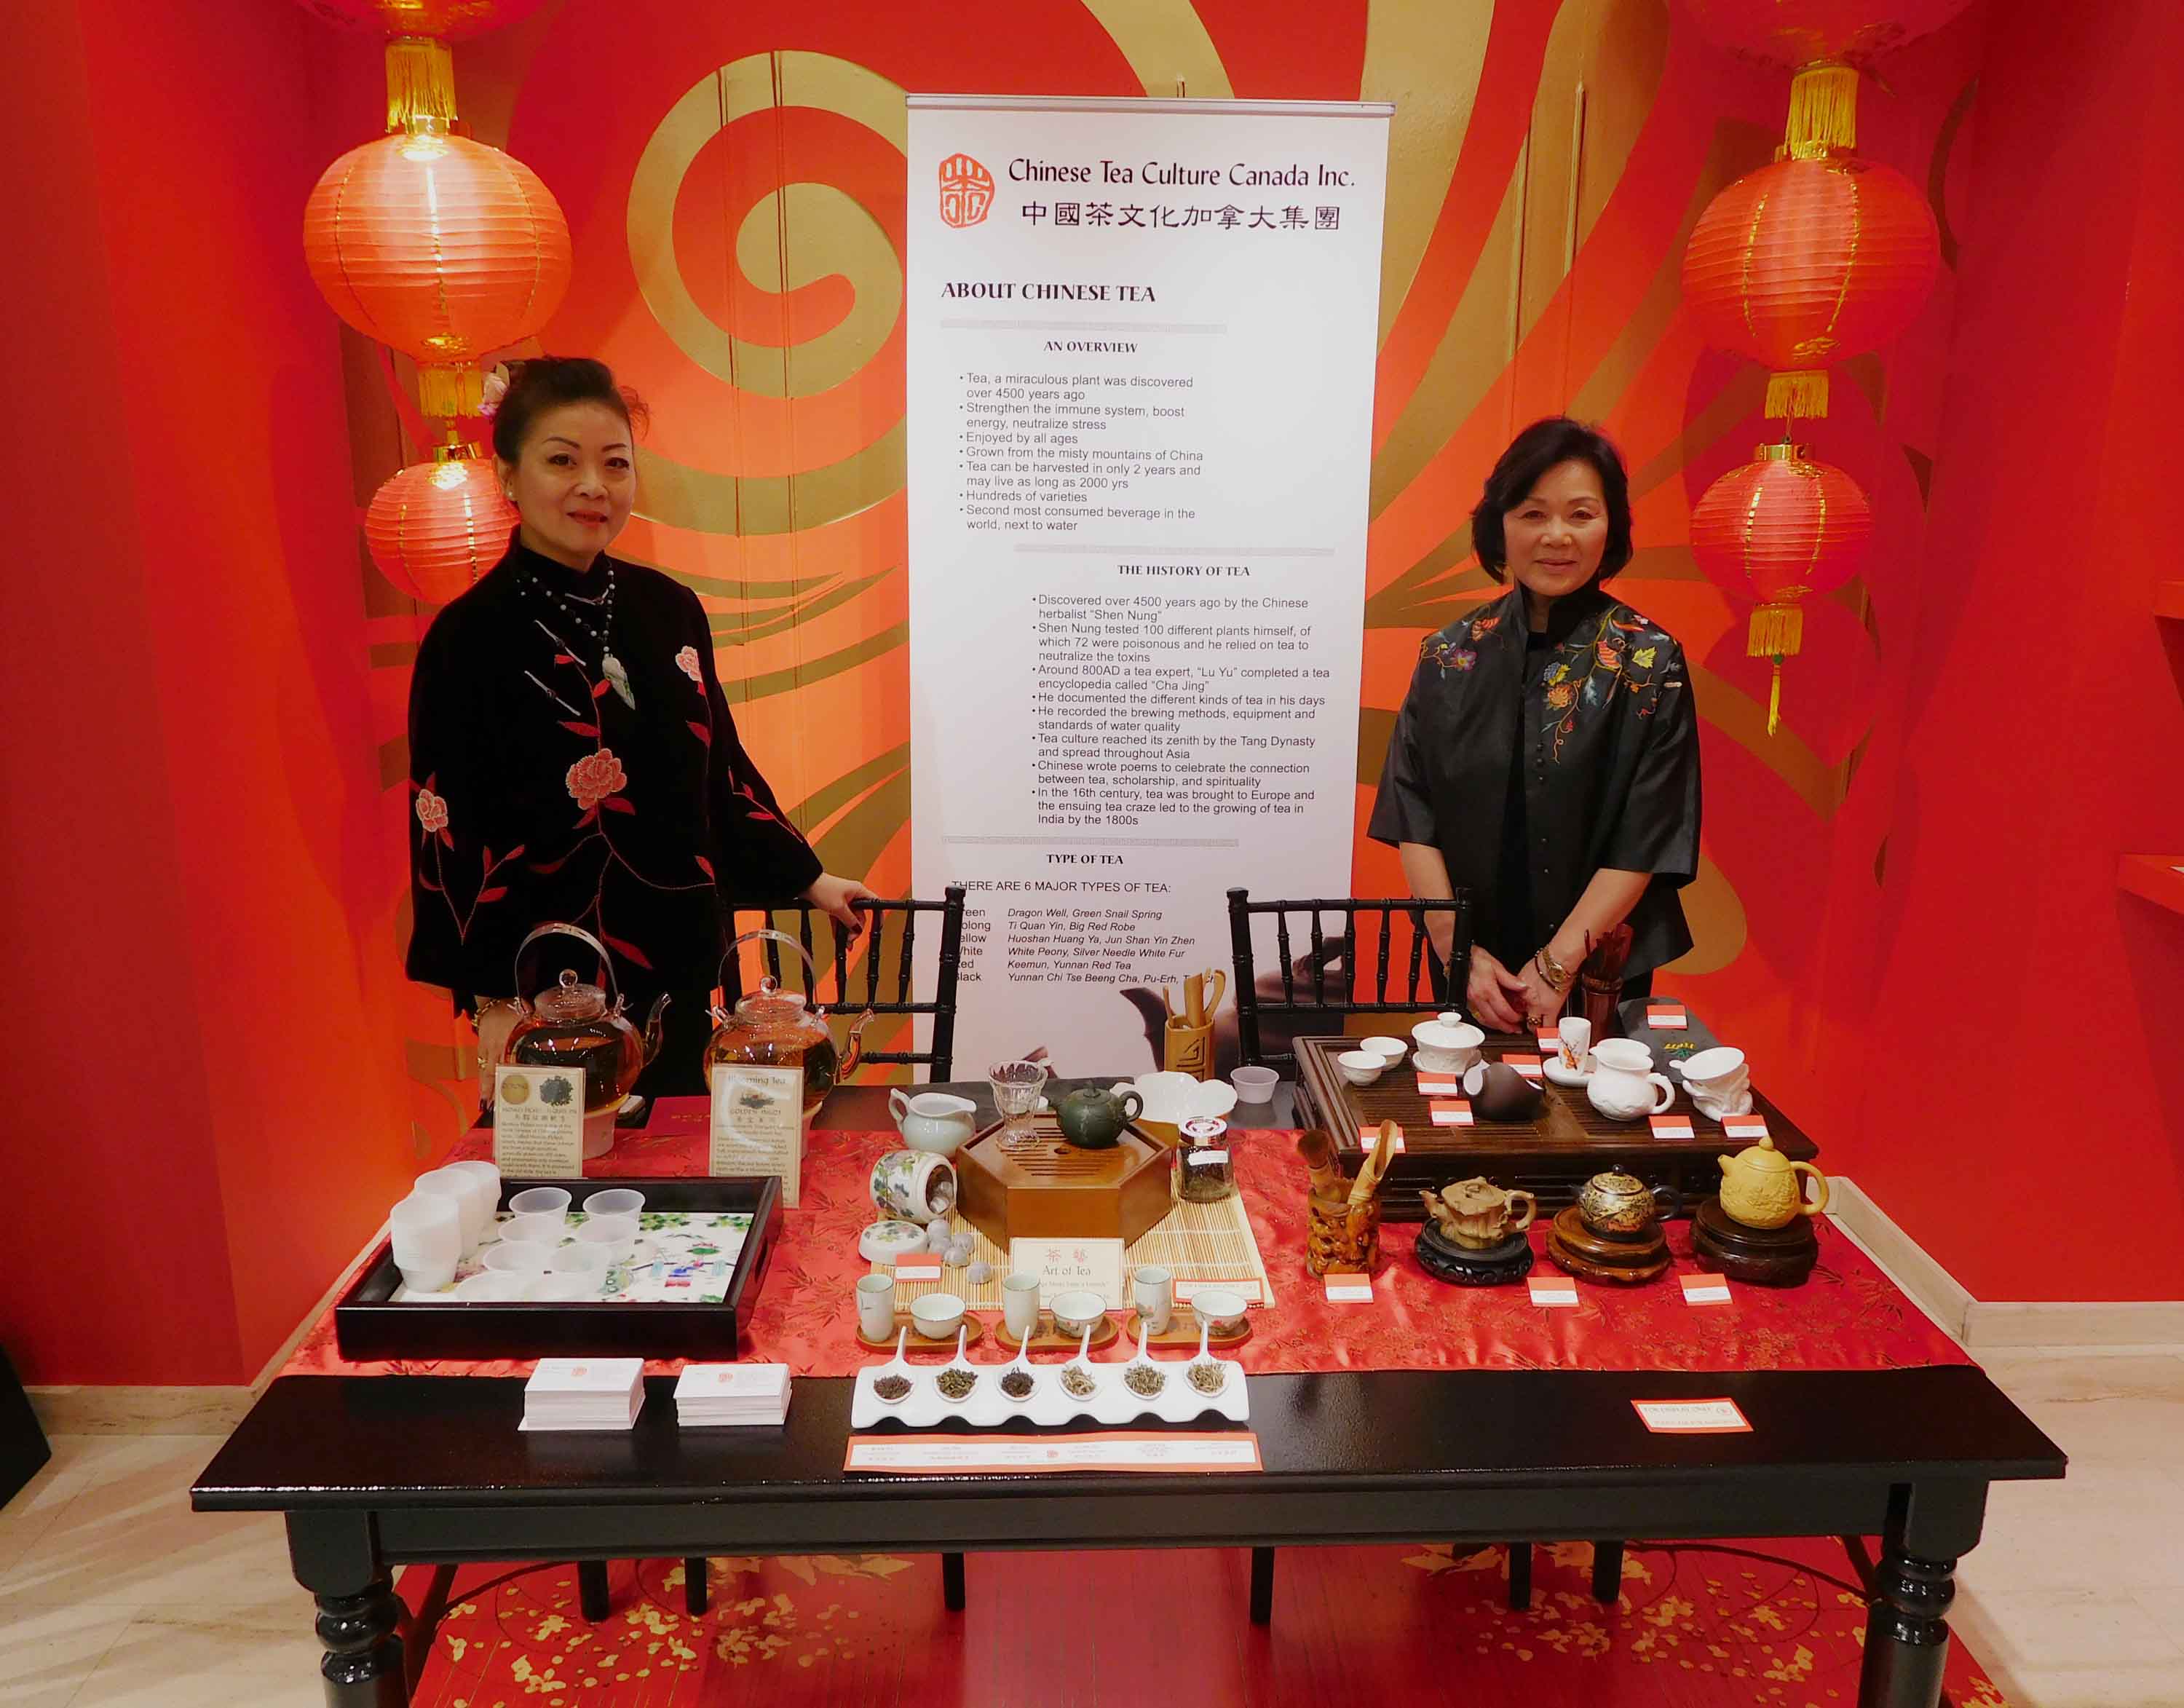 Chinese Tea Culture Canada Inc.
中國茶文化加拿大集團
ABOUT CHINESE TEA
AN OVERVIEW
• Tea, a miraculous plant was discovered
over 4500 years ago
• Strengthen the immune system, boost
energy, neutralize stress
• Enjoyed by all ages
• Grown from the misty mountains of China
• Tea can be harvested in only 2 years and
may live as long as 2000 yrs
• Hundreds of varieties
• Second most consumed beverage in the
world, next to water
THE HISTORY OF TEA
• Discovered over 4500 years ago by the Chinese
herbalist "Shen Nung"
• Shen Nung tested 100 different plants himself, of
which 72 were poisonous and he relied on tea to
neutralize the toxins
• Around 800AD a tea expert, "Lu Yu" completed a tea
encyclopedia called "Cha Jing"
• He documented the different kinds of tea in his days
• He recorded the brewing methods, equipment and
standards of water quality
• Tea culture reached its zenith by the Tang Dynasty
and spread throughout Asia
• Chinese wrote poems to celebrate the connection
between tea, scholarship, and spirituality
• In the 16th century, tea was brought to Europe and
the ensuing tea craze led to the growing of tea in
India by the 1800s
TYPE OF TEA
THERE ARE 6 MAJOR TYPES OF TEA:
Dragon Well, Green Snail Spring
Ti Quan Yin, Big Red Robe
Huoshan Huang Ya, Jun Shan Yin Zhen
White Peony, Silver Needle White Fur
Keemun, Yunnan Red Tea
Yunnan Chi Tse Beeng Cha, Pu-Erh,
Tea
GOLDEN
茶 藝
Art of Tea